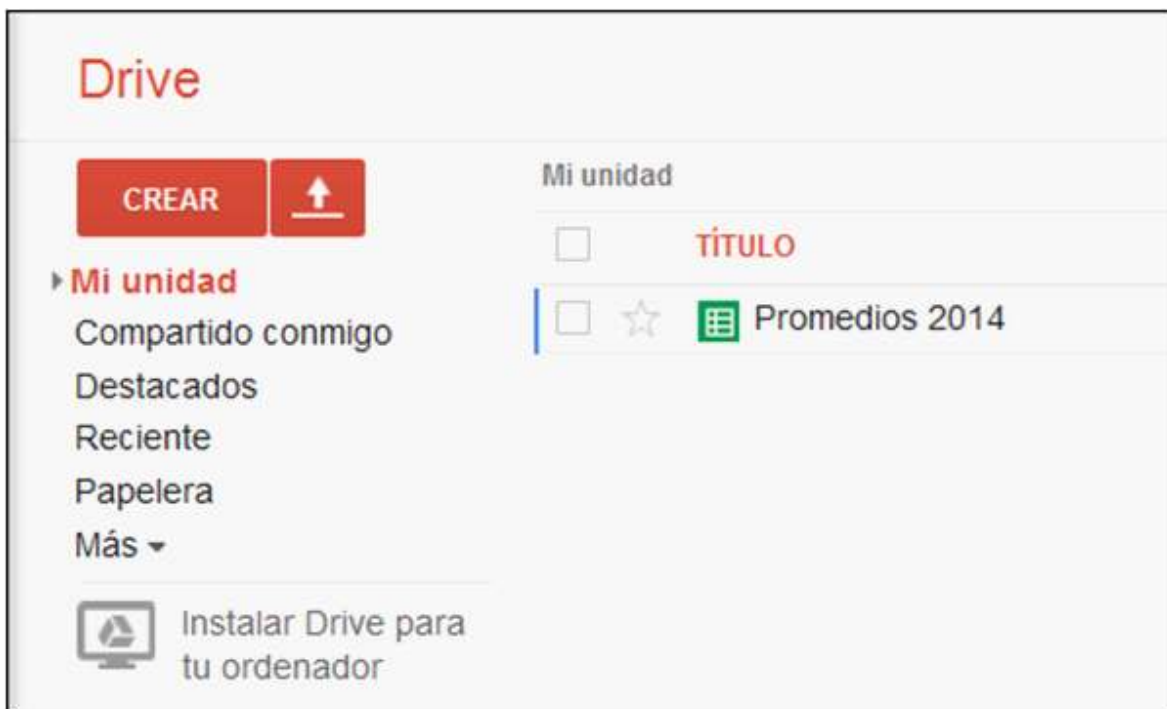 Drive
CREAR
Mi unidad
Compartido conmigo
Destacados
Reciente
Papelera
Más
Instalar Drive para
tu ordenador
Mi unidad
TÍTULO
Promedios 2014